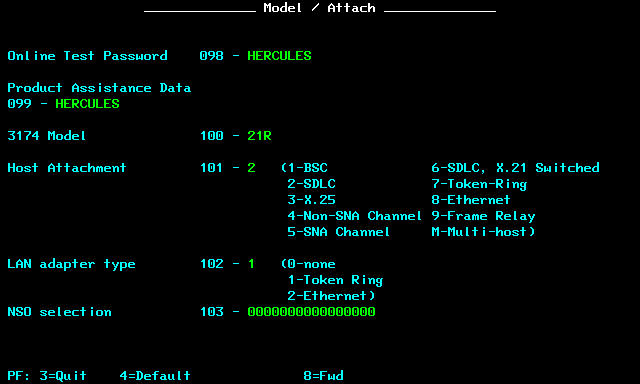 Model / Attach
Online Test Password 098 - HERCULES
Product Assistance Data
099 - HERCULES
3174 Model 100 - 21R
Host Attachment 101 - 2 (1-BSC 6-SDLC, X.21 Switched
2-SDLC 7-Token-Ring
3-X.25 8-Ethernet
4-Non-SNA Channel 9-Frame Relay
5-SNA Channel M-Multi-host)
LAN adapter type 102 - 1 (0-none
1-Token Ring
2-Ethernet)
NSO selection 103 - 0000000000000000
PF: 3=Quit 4=Default 8=Fwd